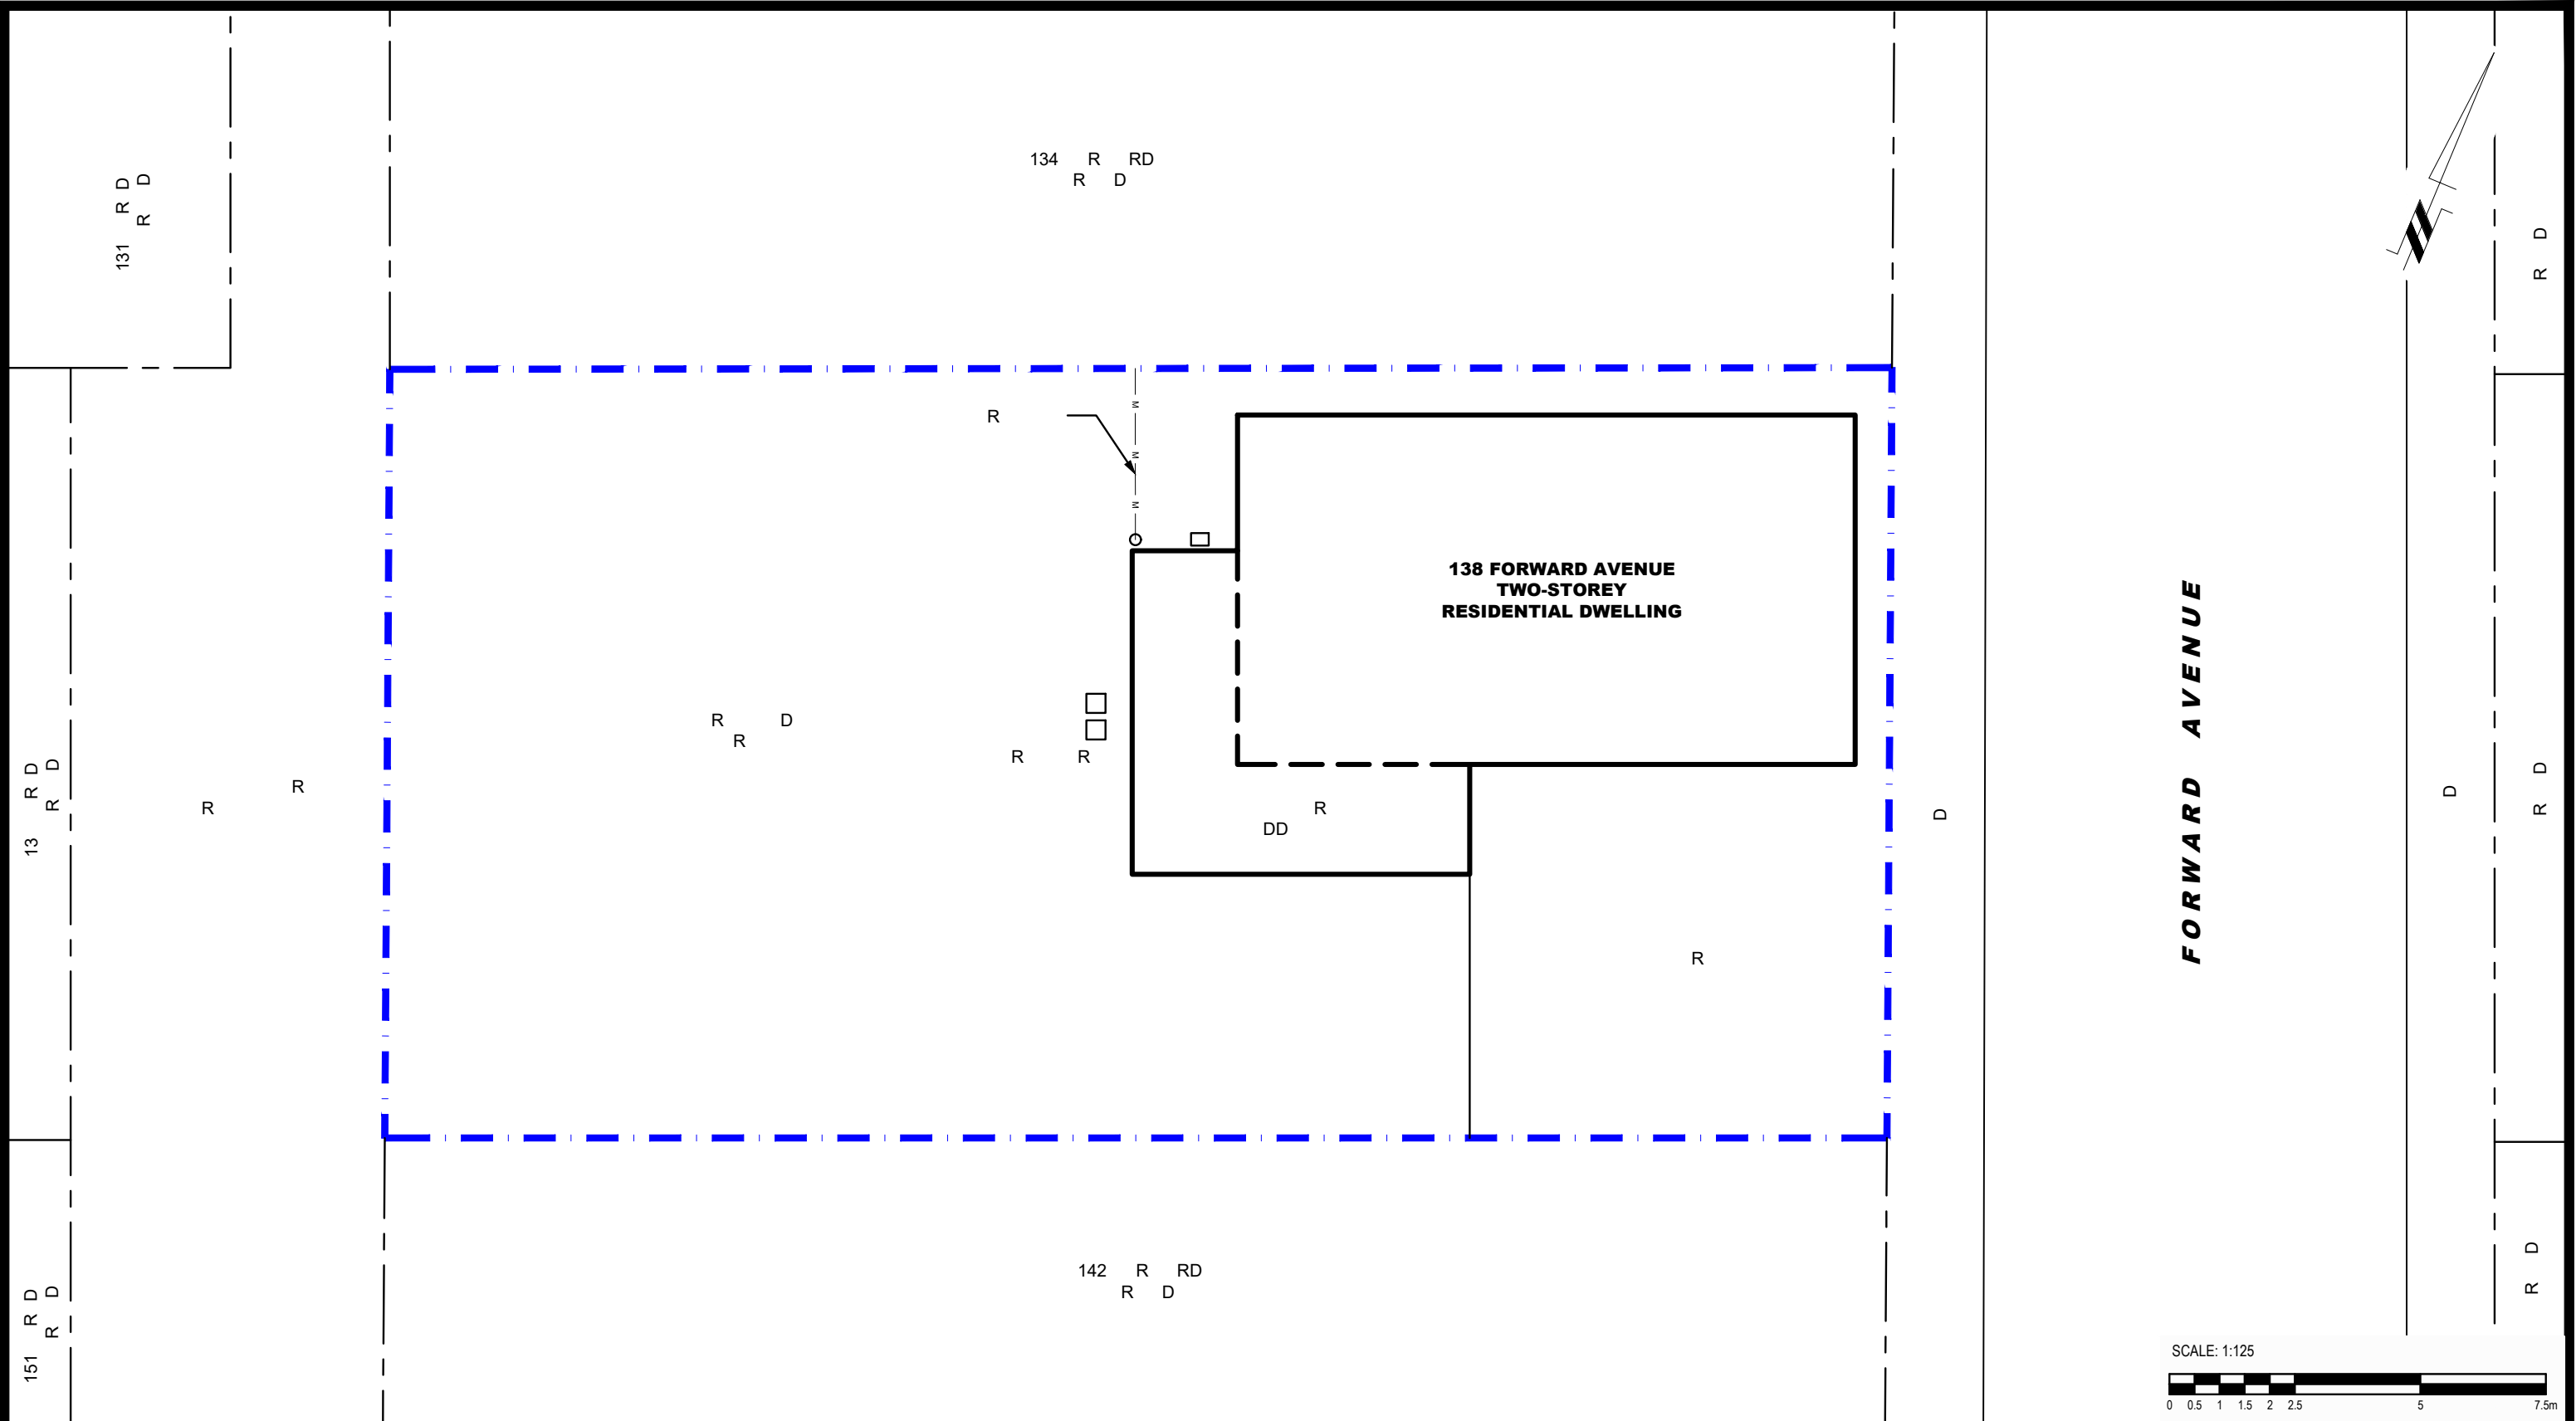 134 R RD
R D
131 R D
R D
R D
R
138 FORWARD AVENUE
TWO-STOREY
RESIDENTIAL DWELLING
M
M
M
R D
R
R R
R
R
R
DD
13 R D
R D
D
FORWARD AVENUE
D
R D
R
142 R RD
R D
151 R D
R D
R D
SCALE: 1:125
0 0.5 1 1.5 2 2.5 5 7.5m